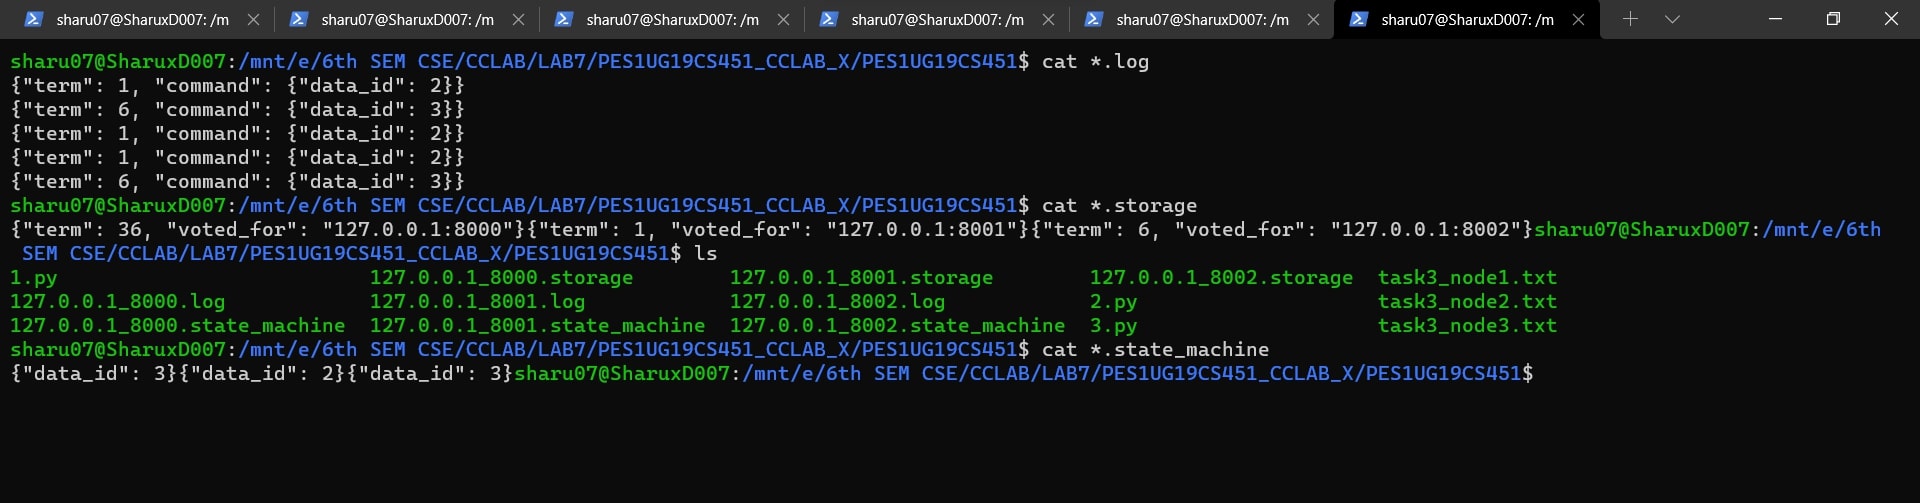 sharu07@SharuxD007: /m
sharu07@SharuxD007: /m
sharu07@SharuxD007: /m
sharu07@SharuxD007: /m
sharu07@SharuxD007: /m
sharu07@SharuxD007: /m
sharu07@SharuxD007:/mnt/e/6th SEM CSE/CCLAB/LAB7/PES1UG19CS451_CCLAB_X/PES1UG19CS451$ cat *.log
{"term": 1, "command": {"data_id": 2}}
{"term": 6, "command": {"data_id": 3}}
{"term": 1, "command": {"data_id": 2}}
{"term": 1, "command": {"data_id": 2}}
{"term": 6, "command": {"data_id": 3}}
sharu07@SharuxD007:/mnt/e/6th SEM CSE/CCLAB/LAB7/PES1UG19CS451_CCLAB_X/PES1UG19CS451$ cat *.storage
{"term": 36, "voted_for": "127.0.0.1:8000"}{"term": 1, "voted_for": "127.0.0.1:8001"}{"term": 6, "voted_for": "127.0.0.1:8002"}sharu07@SharuxD007:/mnt/e/6th
 SEM CSE/CCLAB/LAB7/PES1UG19CS451_CCLAB_X/PES1UG19CS451$ ls
1.py 127.0.0.1_8000.storage 127.0.0.1_8001.storage 127.0.0.1_8002.storage task3_node1.txt
127.0.0.1_8000.log 127.0.0.1_8001.log 127.0.0.1_8002.log 2.py task3_node2.txt
127.0.0.1_8000.state_machine 127.0.0.1_8001.state_machine 127.0.0.1_8002.state_machine 3.py task3_node3.txt
sharu07@SharuxD007:/mnt/e/6th SEM CSE/CCLAB/LAB7/PES1UG19CS451_CCLAB_X/PES1UG19CS451$ cat *.state_machine
{"data_id": 3}{"data_id": 2}{"data_id": 3}sharu07@SharuxD007:/mnt/e/6th SEM CSE/CCLAB/LAB7/PES1UG19CS451_CCLAB_X/PES1UG19CS451$